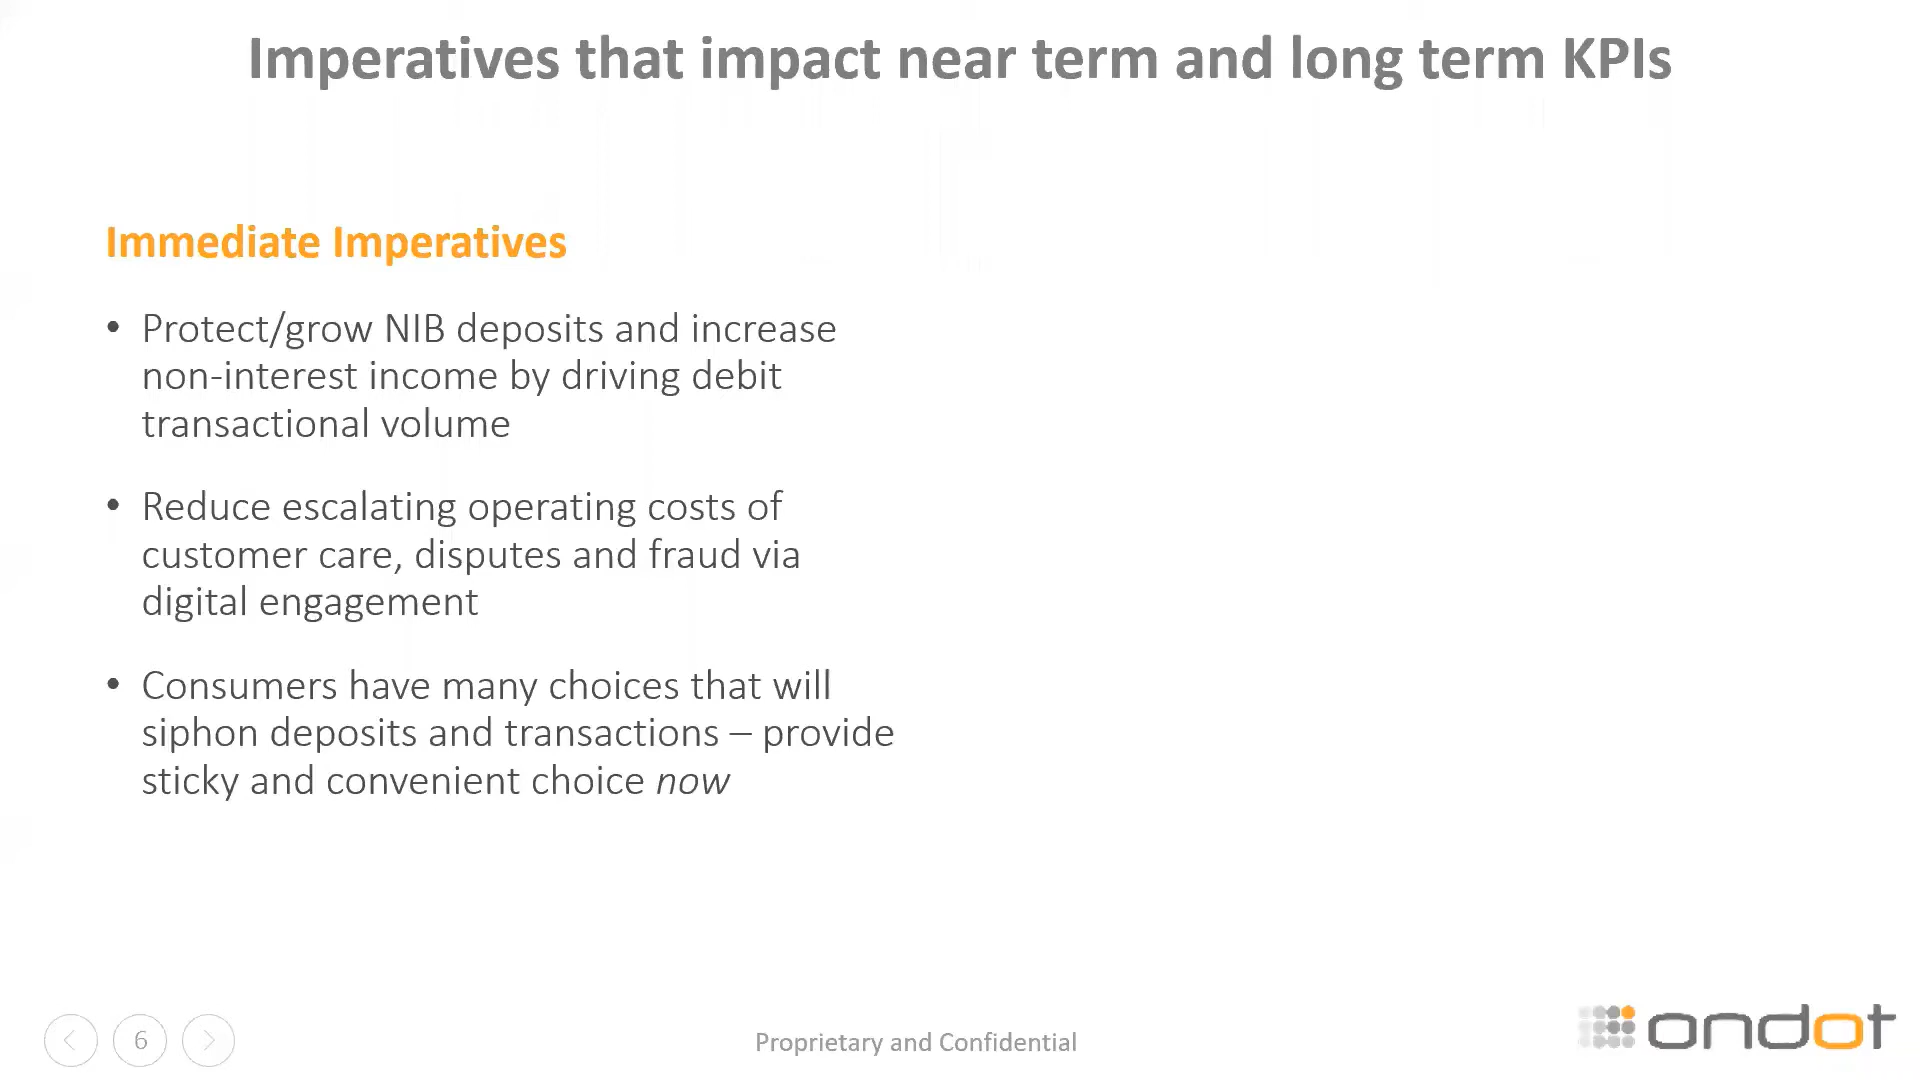 Imperatives that impact near term and long term KPIs
Immediate Imperatives
• Protect/grow NIB deposits and increase
non-interest income by driving debit
transactional volume
• Reduce escalating operating costs of
customer care, disputes and fraud via
digital engagement
• Consumers have many choices that will
siphon deposits and transactions – provide
sticky and convenient choice now
6
Proprietary and Confidential
ondot